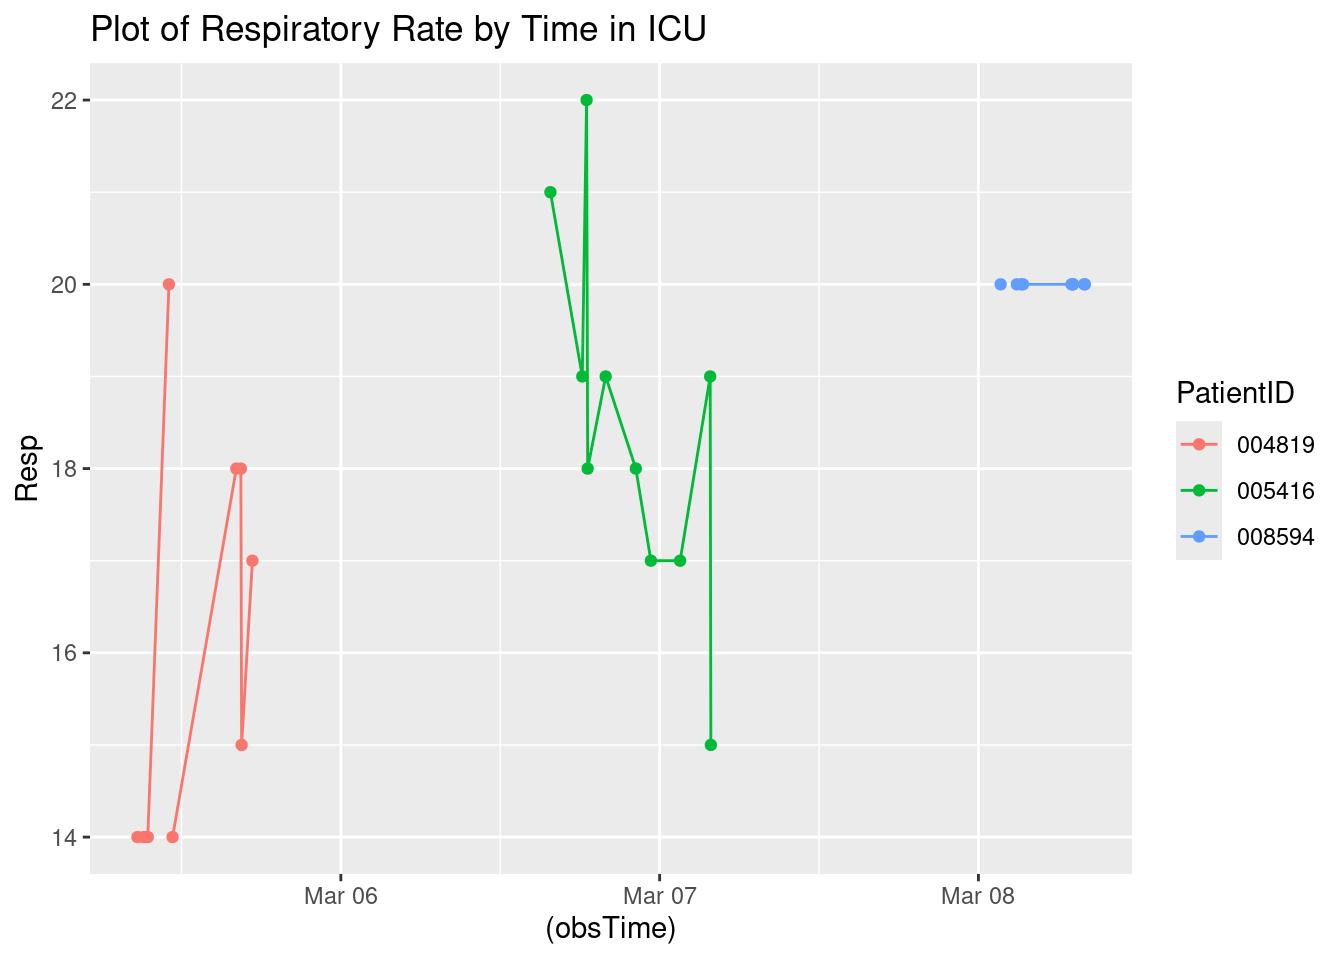 Plot of Respiratory Rate by Time in ICU
22
20
18
16
14
Resp
Mar 06
Mar 07
Mar 08
(obsTime)
PatientID
004819
005416
008594